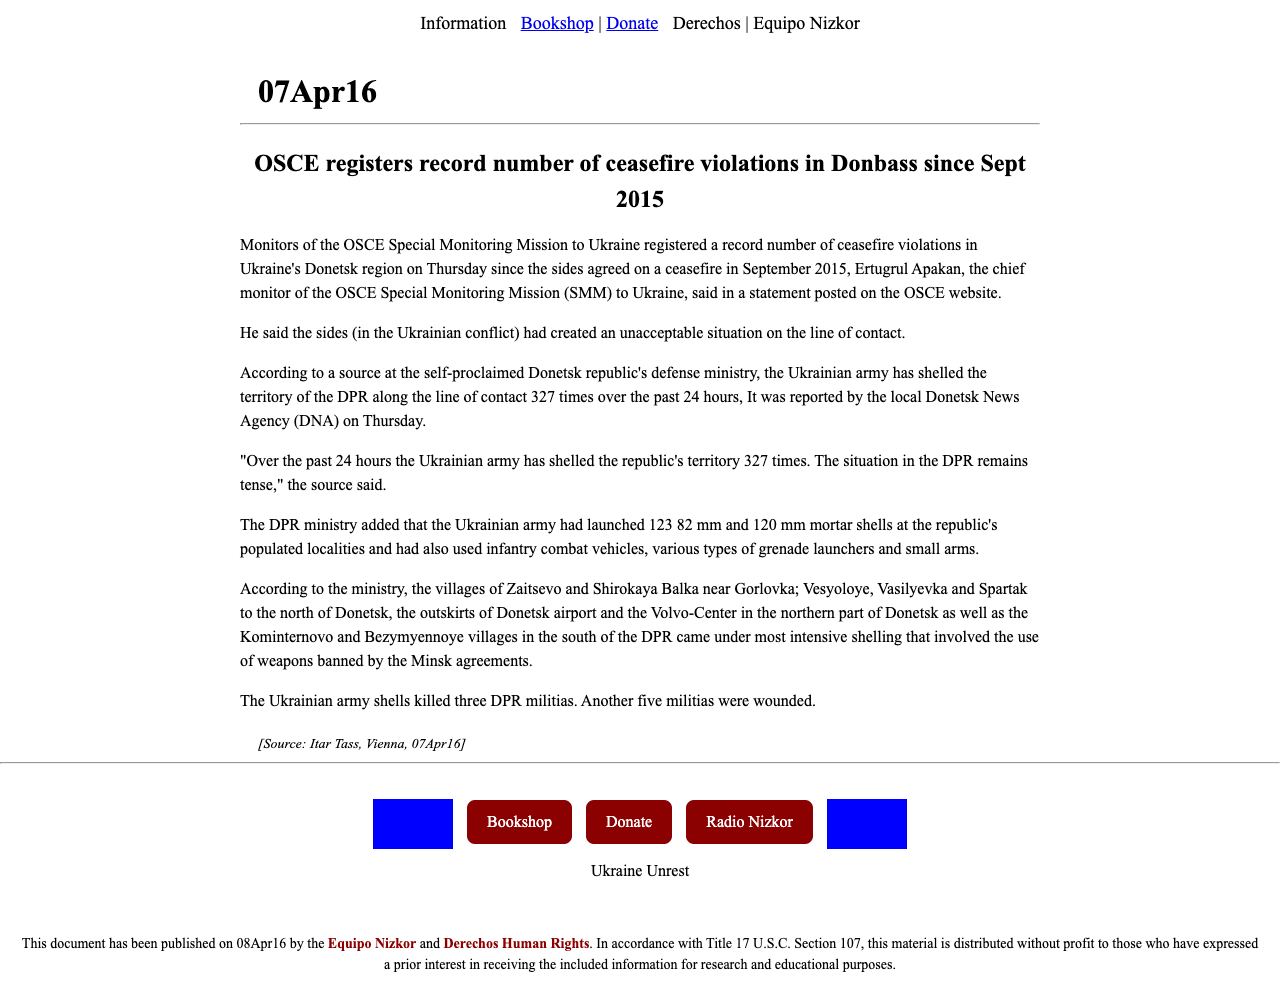 Information Bookshop | Donate Derechos | Equipo Nizkor
07Apr16
OSCE registers record number of ceasefire violations in Donbass since Sept
2015
Monitors of the OSCE Special Monitoring Mission to Ukraine registered a record number of ceasefire violations in
Ukraine's Donetsk region on Thursday since the sides agreed on a ceasefire in September 2015, Ertugrul Apakan, the chief
monitor of the OSCE Special Monitoring Mission (SMM) to Ukraine, said in a statement posted on the OSCE website.
He said the sides (in the Ukrainian conflict) had created an unacceptable situation on the line of contact.
According to a source at the self-proclaimed Donetsk republic's defense ministry, the Ukrainian army has shelled the
territory of the DPR along the line of contact 327 times over the past 24 hours, It was reported by the local Donetsk News
Agency (DNA) on Thursday.
"Over the past 24 hours the Ukrainian army has shelled the republic's territory 327 times. The situation in the DPR remains
tense," the source said.
The DPR ministry added that the Ukrainian army had launched 123 82 mm and 120 mm mortar shells at the republic's
populated localities and had also used infantry combat vehicles, various types of grenade launchers and small arms.
According to the ministry, the villages of Zaitsevo and Shirokaya Balka near Gorlovka; Vesyoloye, Vasilyevka and Spartak
to the north of Donetsk, the outskirts of Donetsk airport and the Volvo-Center in the northern part of Donetsk as well as the
Kominternovo and Bezymyennoye villages in the south of the DPR came under most intensive shelling that involved the use
of weapons banned by the Minsk agreements.
The Ukrainian army shells killed three DPR militias. Another five militias were wounded.
[Source: Itar Tass, Vienna, 07Apr16]
Bookshop Donate Radio Nizkor
Ukraine Unrest
This document has been published on 08Apr16 by the Equipo Nizkor and Derechos Human Rights. In accordance with Title 17 U.S.C. Section 107, this material is distributed without profit to those who have expressed
a prior interest in receiving the included information for research and educational purposes.